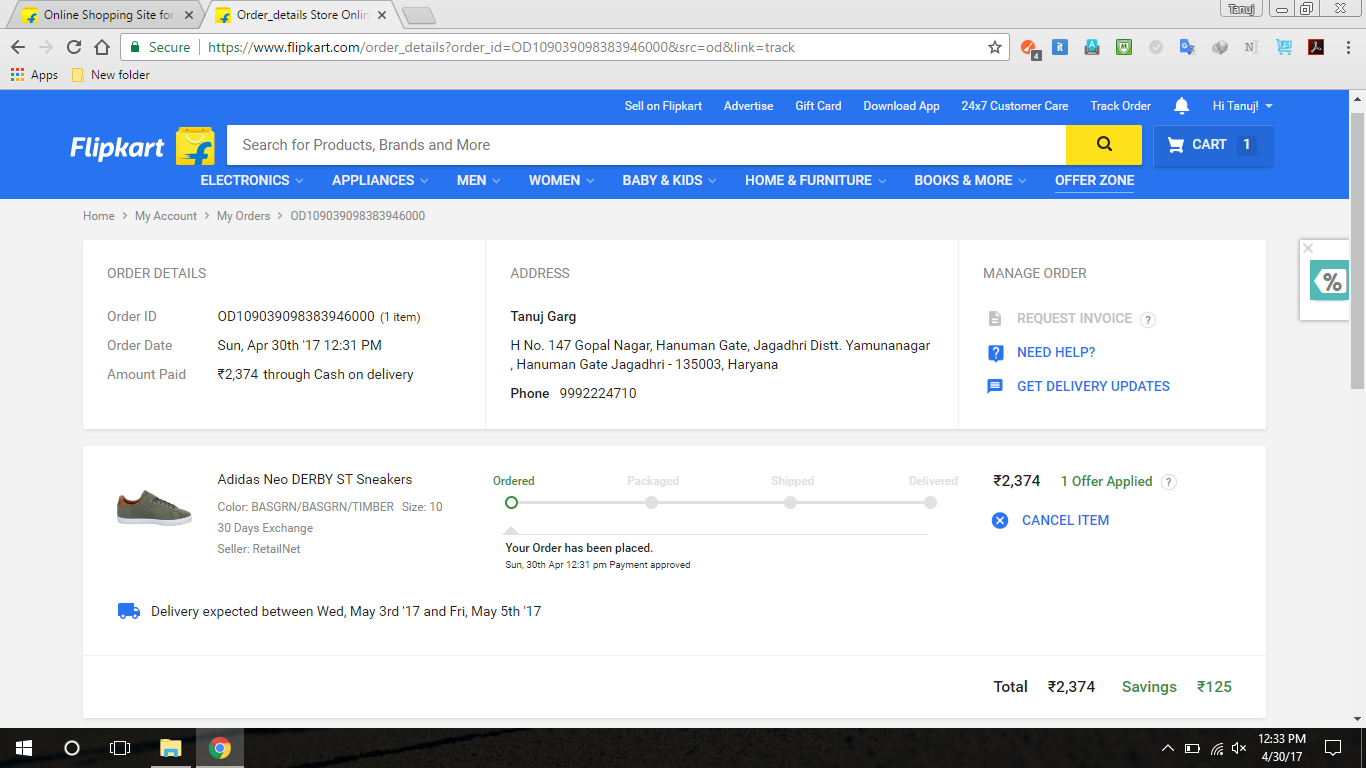 Online Shopping Site for
Order_details Store Onlin
Tanuj
Secure
https://www.flipkart.com/order_details?order_id=OD109039098383946000&src=od&link=track
4
it
Apps
New folder
Sell on Flipkart
Advertise
Gift Card
Download App
24x7 Customer Care
Track Order
Hi Tanuj!
Flipkart
Search for Products, Brands and More
CART 1
ELECTRONICS
APPLIANCES
MEN
WOMEN
BABY & KIDS
HOME & FURNITURE
BOOKS & MORE
OFFER ZONE
Home > My Account > My Orders > OD109039098383946000
ORDER DETAILS
Order ID OD109039098383946000 (1 item)
Order Date Sun, Apr 30th '17 12:31 PM
Amount Paid ₹2,374 through Cash on delivery
ADDRESS
Tanuj Garg
H No. 147 Gopal Nagar, Hanuman Gate, Jagadhri Distt. Yamunanagar
, Hanuman Gate Jagadhri - 135003, Haryana
Phone 9992224710
MANAGE ORDER
REQUEST INVOICE ?
NEED HELP?
GET DELIVERY UPDATES
%
Adidas Neo DERBY ST Sneakers
Color: BASGRN/BASGRN/TIMBER Size: 10
30 Days Exchange
Seller: RetailNet
Ordered
Packaged
Shipped
Delivered
Your Order has been placed.
Sun, 30th Apr 12:31 pm Payment approved
₹2,374 1 Offer Applied ?
CANCEL ITEM
Delivery expected between Wed, May 3rd '17 and Fri, May 5th '17
Total ₹2,374 Savings ₹125
12:33 PM
4/30/17